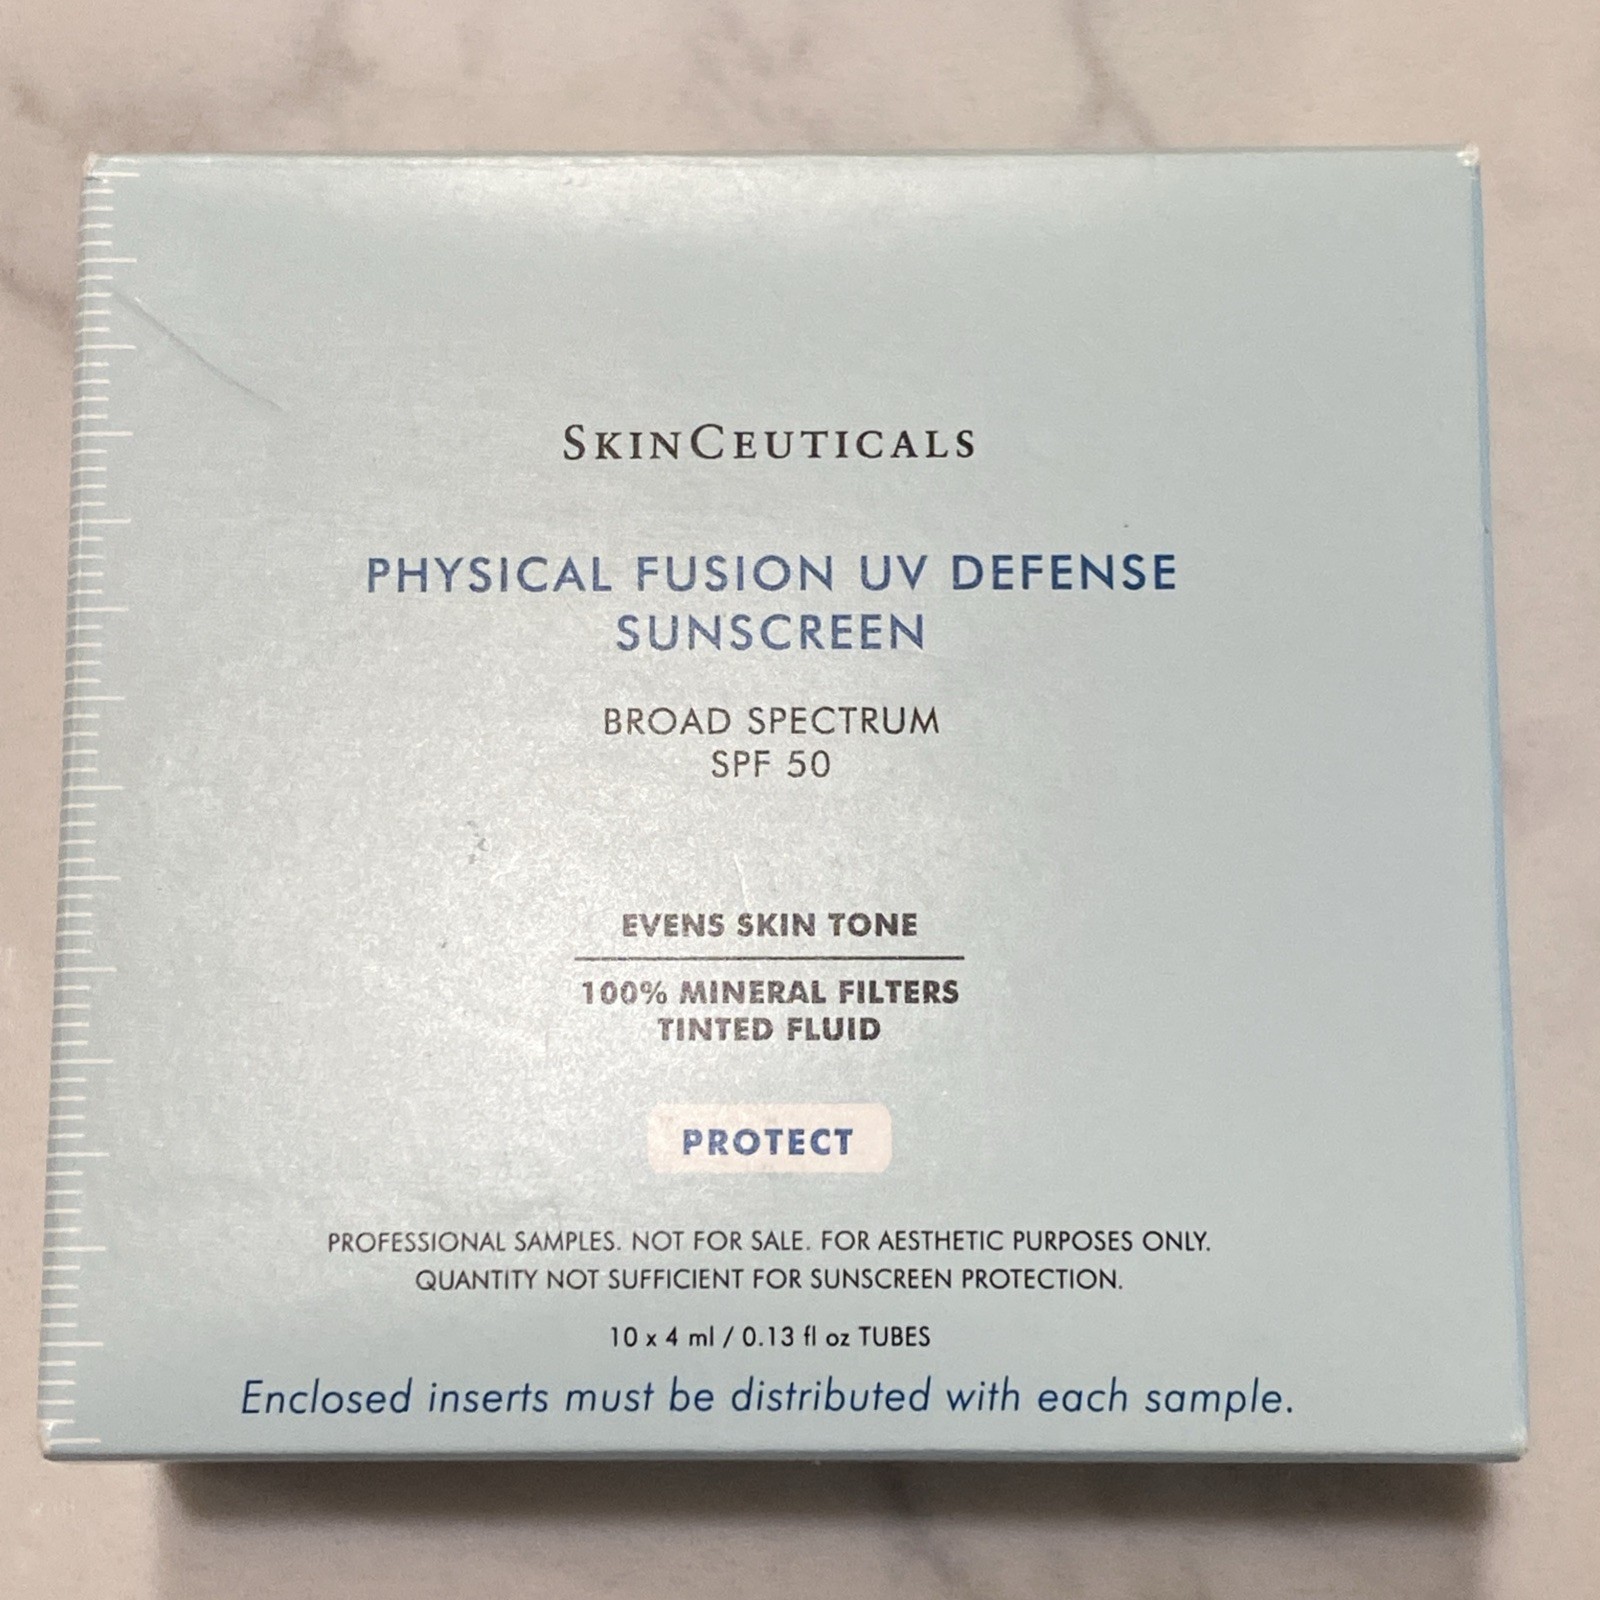 SKINCEUTICALS
PHYSICAL FUSION UV DEFENSE
SUNSCREEN
BROAD SPECTRUM
SPF 50
EVENS SKIN TONE
100% MINERAL FILTERS
TINTED FLUID
PROTECT
PROFESSIONAL SAMPLES. NOT FOR SALE. FOR AESTHETIC PURPOSES ONLY.
QUANTITY NOT SUFFICIENT FOR SUNSCREEN PROTECTION.
10 x 4 ml / 0.13 fl oz TUBES
Enclosed inserts must be distributed with each sample.